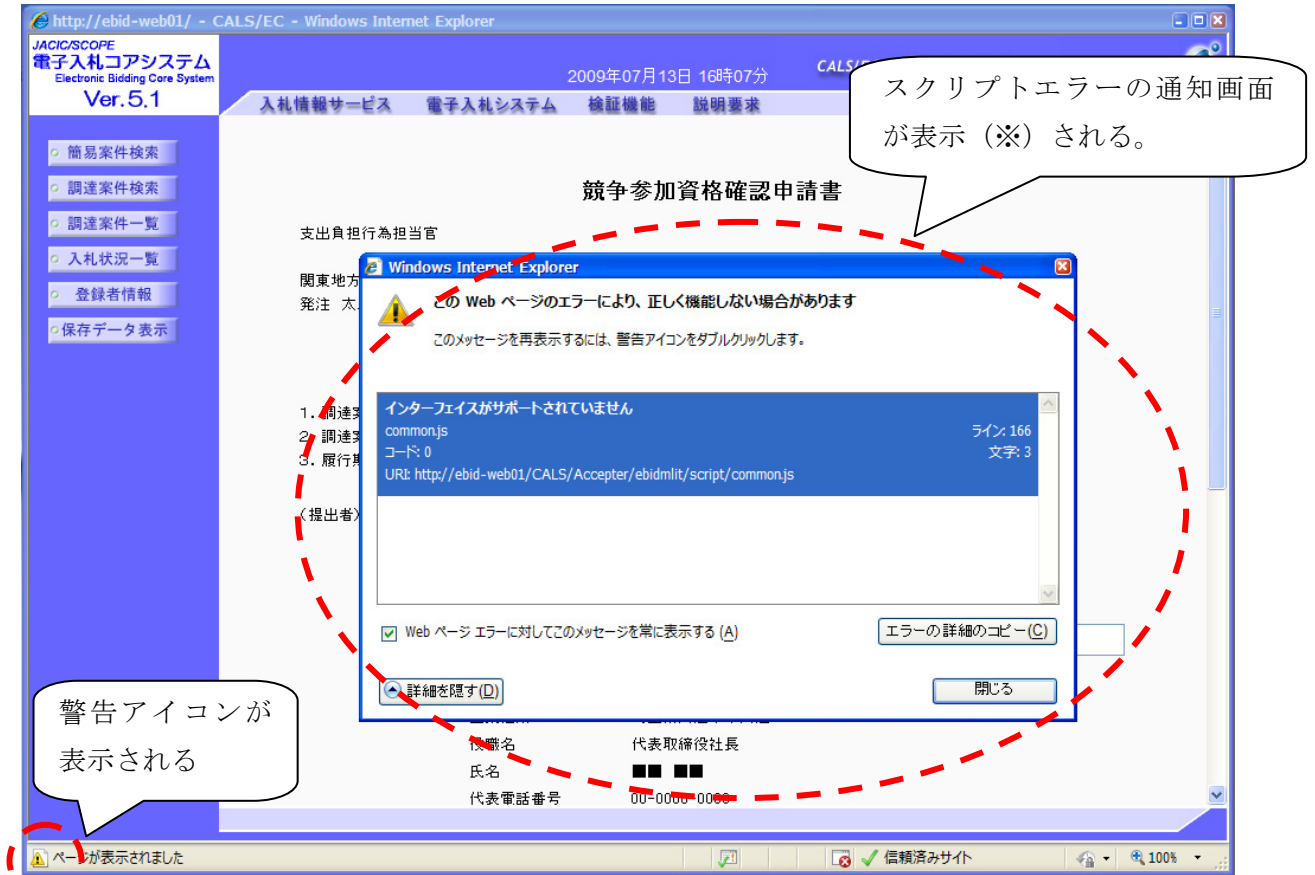 http://ebid-web01/ - CALS/EC - Windows Internet Explorer
JACIC/SCOPE
電子入札コアシステム
Electronic Bidding Core System
Ver.5.1
2009年07月13日 16時07分
入札情報サービス 電子入札システム 検証機能 説明要求
スクリプトエラーの通知画面
が表示（※）される。
簡易案件検索
調達案件検索
調達案件一覧
入札状況一覧
登録者情報
保存データ表示
競争参加資格確認申請書
支出負担行為担当官
関東地方
発注 太
1. 調達
2. 調達
3. 履行
(提出者)
Windows Internet Explorer
この Web ページのエラーにより、正しく機能しない場合があります
このメッセージを再表示するには、警告アイコンをダブルクリックします。
インターフェイスがサポートされていません
common.js ライン: 166
コード: 0 文字: 3
URI: http://ebid-web01/CALS/Accepter/ebidmlit/script/common.js
Web ページ エラーに対してこのメッセージを常に表示する (A)
エラーの詳細のコピー(C)
詳細を隠す(D)
閉じる
警告アイコンが
表示される
役職名 代表取締役社長
氏名 ■■ ■■
代表電話番号 00-0000-0000
ページが表示されました
信頼済みサイト
100%